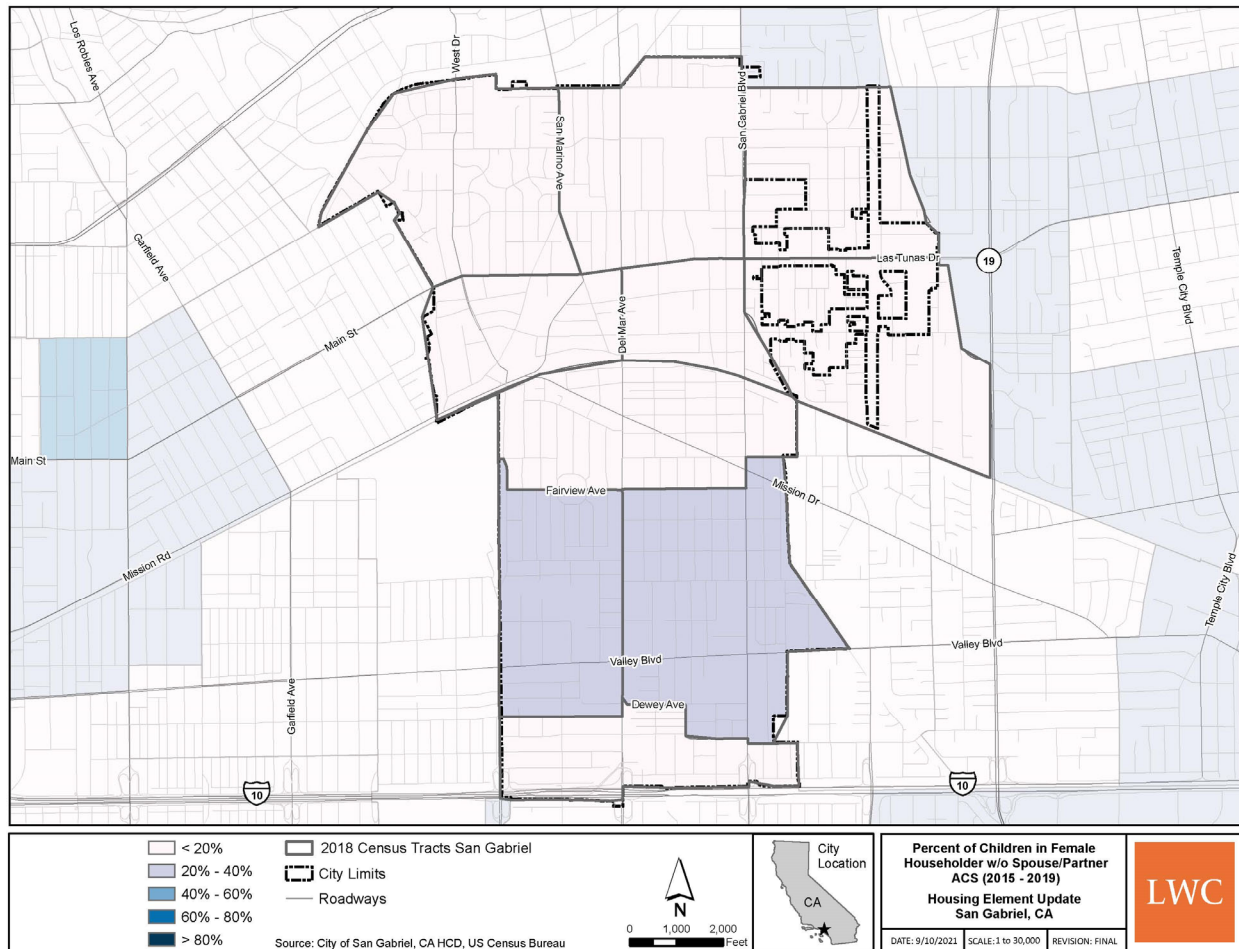 Los Robles Ave
West Dr
San Marino Ave
San Gabriel Blvd
Garfield Ave
Las Tunas Dr
19
Temple City Blvd
Main St
Del Mar Ave
Main St
Fairview Ave
Mission Dr
Mission Rd
Temple City Blvd
Valley Blvd
Valley Blvd
Garfield Ave
Dewey Ave
10
10
< 20%
20% - 40%
40% - 60%
60% - 80%
> 80%
2018 Census Tracts San Gabriel
City Limits
Roadways
Source: City of San Gabriel, CA HCD, US Census Bureau
N
0 1,000 2,000
Feet
City
Location
CA
Percent of Children in Female
Householder w/o Spouse/Partner
ACS (2015 - 2019)
Housing Element Update
San Gabriel, CA
DATE: 9/10/2021
SCALE: 1 to 30,000
REVISION: FINAL
LWC